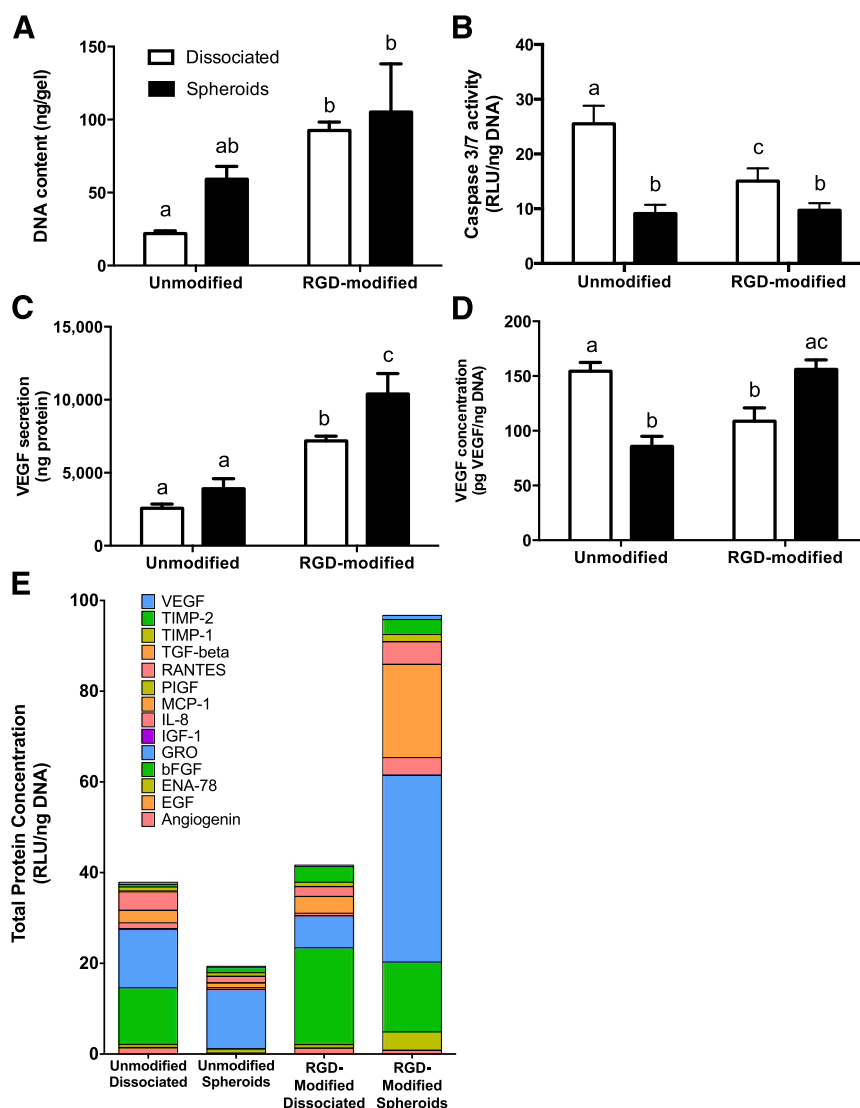 A
DNA content (ng/gel)
150
100
50
0
Dissociated
Spheroids
a
ab
b
b
Unmodified
RGD-modified
B
Caspase 3/7 activity
(RLU/ng DNA)
40
30
20
10
0
a
b
c
b
Unmodified
RGD-modified
C
VEGF secretion
(ng protein)
15,000
10,000
5,000
0
a
a
b
c
Unmodified
RGD-modified
D
VEGF concentration
(pg VEGF/ng DNA)
200
150
100
50
0
a
b
b
ac
Unmodified
RGD-modified
E
Total Protein Concentration
(RLU/ng DNA)
100
80
60
40
20
0
VEGF
TIMP-2
TIMP-1
TGF-beta
RANTES
PIGF
MCP-1
IL-8
IGF-1
GRO
bFGF
ENA-78
EGF
Angiogenin
Unmodified
Dissociated
Unmodified
Spheroids
RGD-
Modified
Dissociated
RGD-
Modified
Spheroids